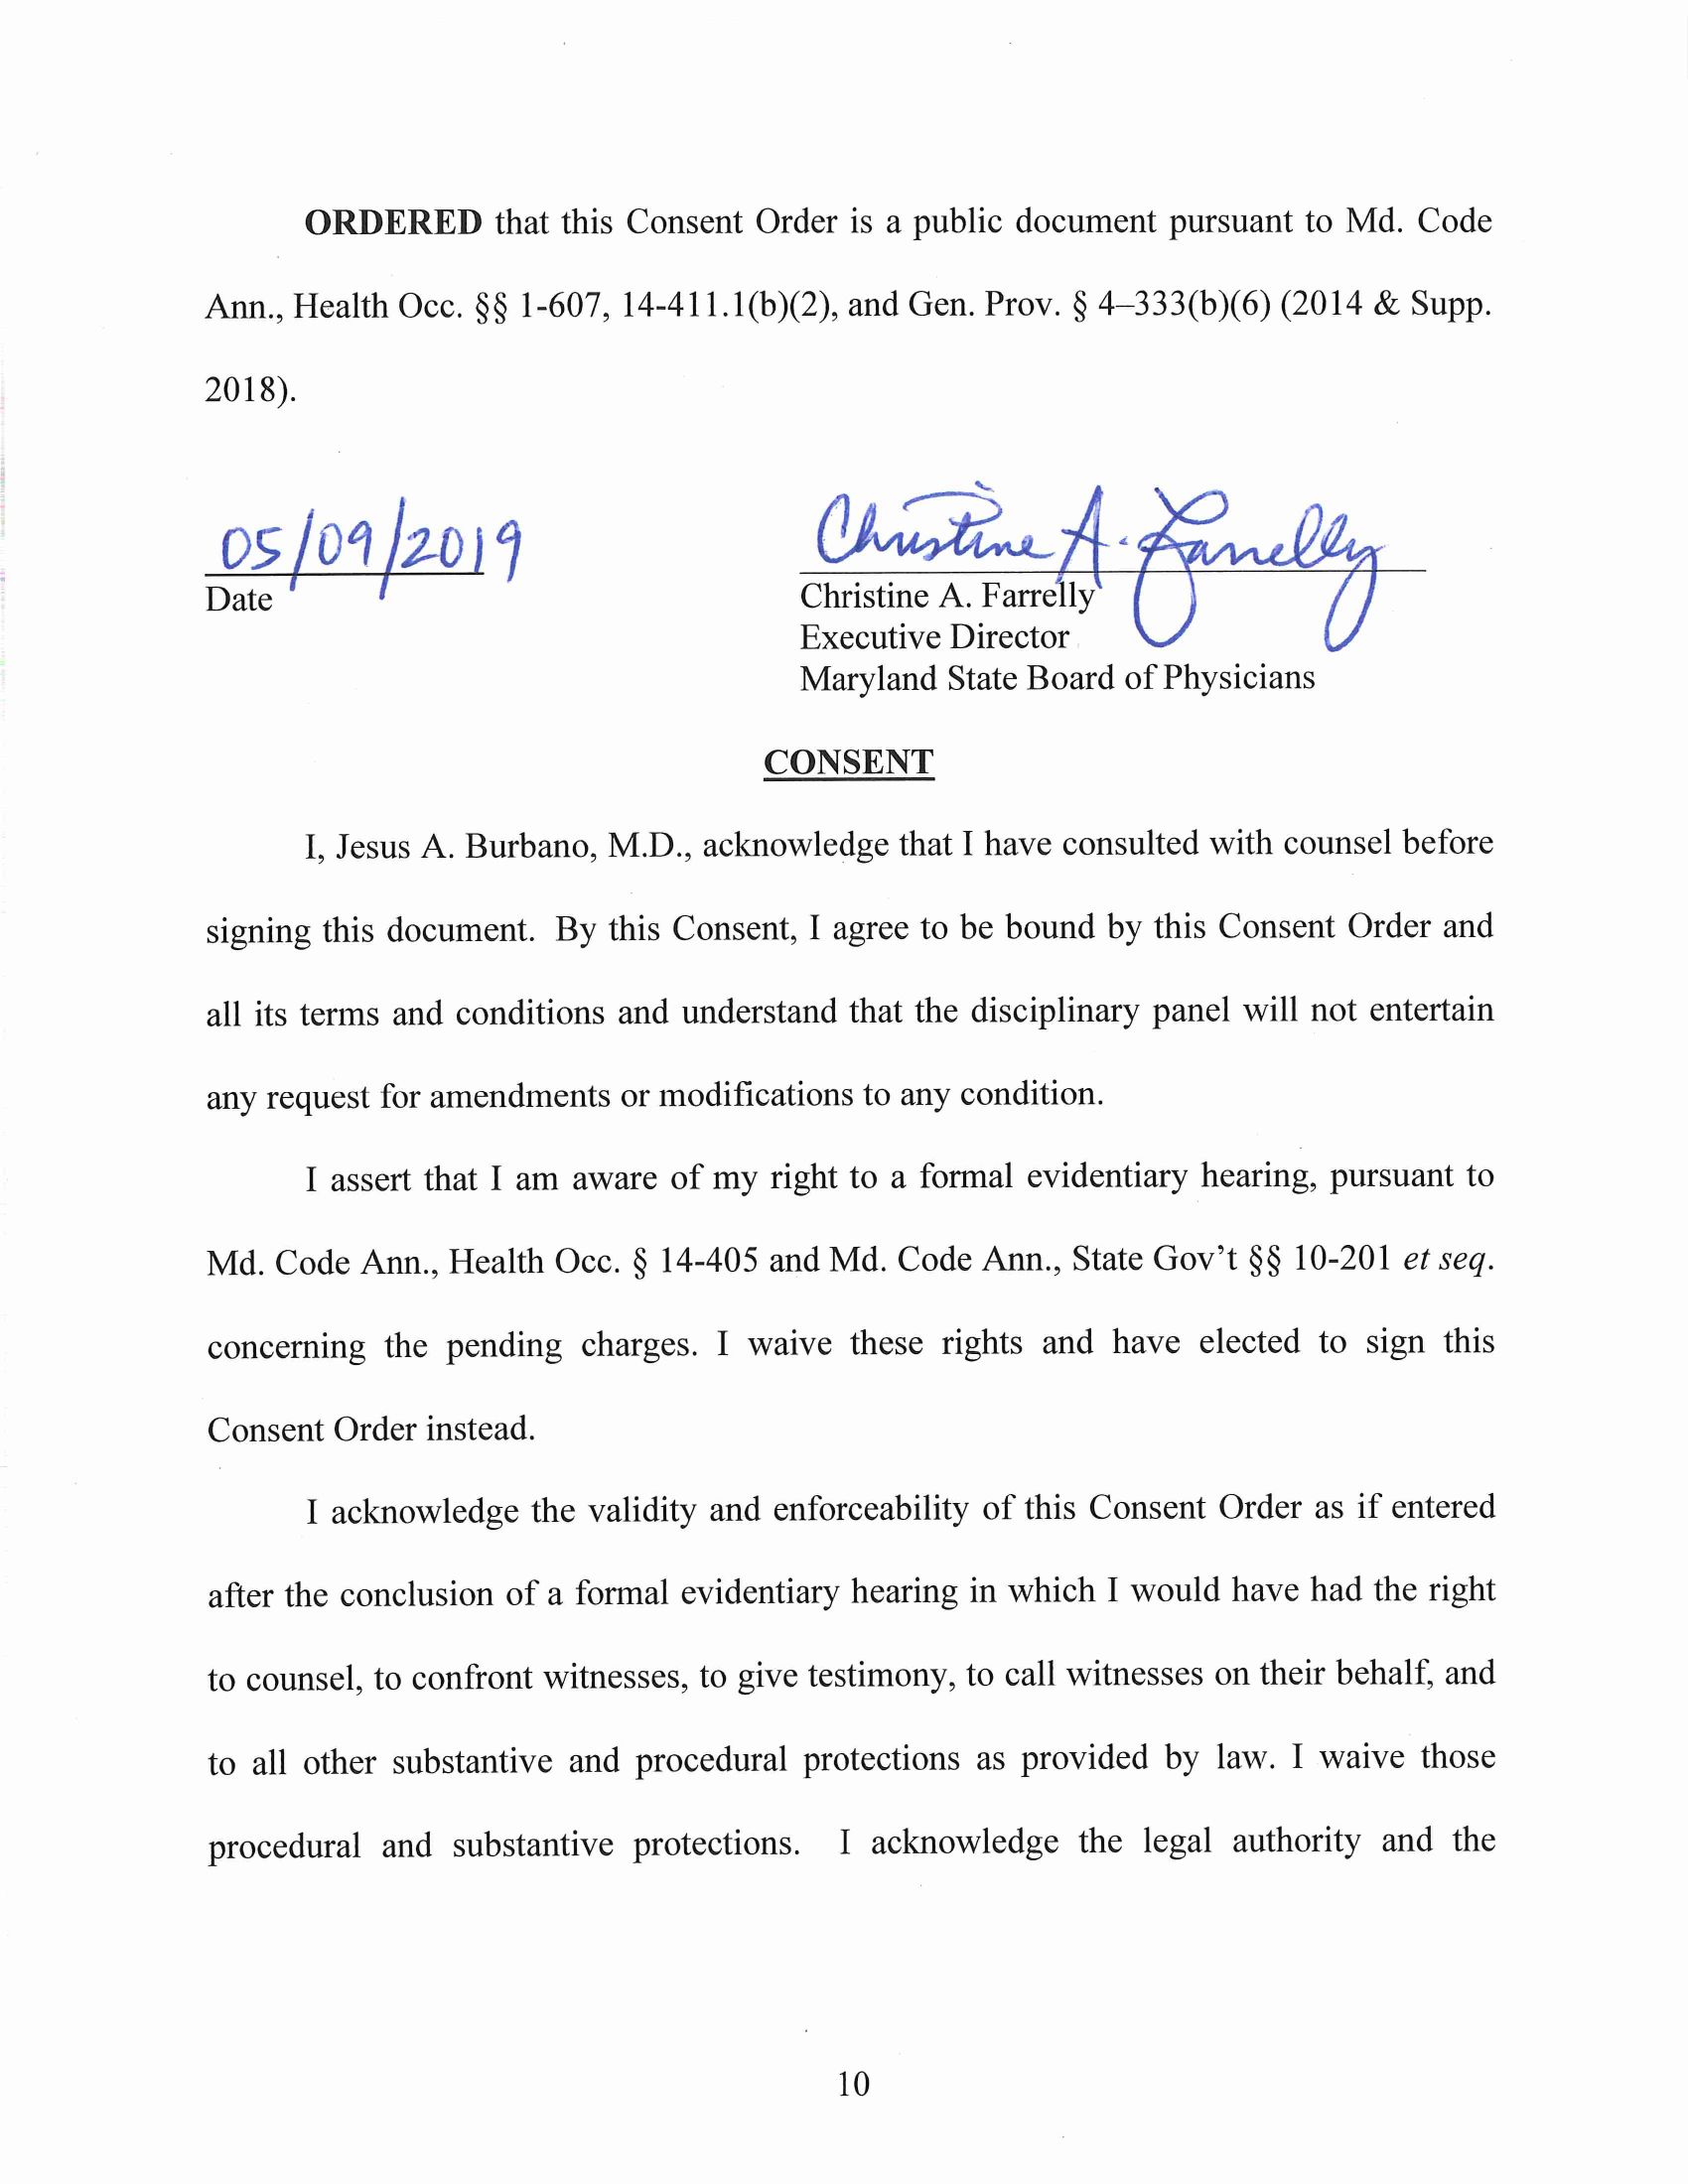 ORDERED that this Consent Order is a public document pursuant to Md. Code
Ann., Health Occ. §§ 1-607, 14-411.1(b)(2), and Gen. Prov. § 4–333(b)(6) (2014 & Supp.
2018).
05/09/2019
Date
Christine A. Farrelly
Christine A. Farrelly
Executive Director
Maryland State Board of Physicians
CONSENT
I, Jesus A. Burbano, M.D., acknowledge that I have consulted with counsel before
signing this document. By this Consent, I agree to be bound by this Consent Order and
all its terms and conditions and understand that the disciplinary panel will not entertain
any request for amendments or modifications to any condition.
I assert that I am aware of my right to a formal evidentiary hearing, pursuant to
Md. Code Ann., Health Occ. § 14-405 and Md. Code Ann., State Gov’t §§ 10-201 et seq.
concerning the pending charges. I waive these rights and have elected to sign this
Consent Order instead.
I acknowledge the validity and enforceability of this Consent Order as if entered
after the conclusion of a formal evidentiary hearing in which I would have had the right
to counsel, to confront witnesses, to give testimony, to call witnesses on their behalf, and
to all other substantive and procedural protections as provided by law. I waive those
procedural and substantive protections. I acknowledge the legal authority and the
10